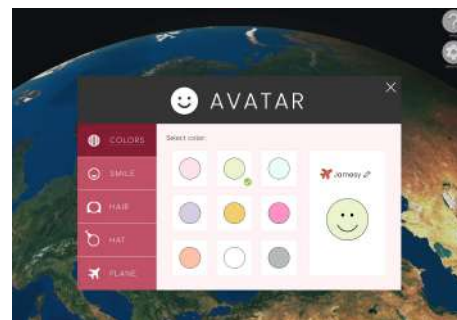 AVATAR
COLORS
Select color:
SMILE
Jamesy
HAIR
HAT
PLANE